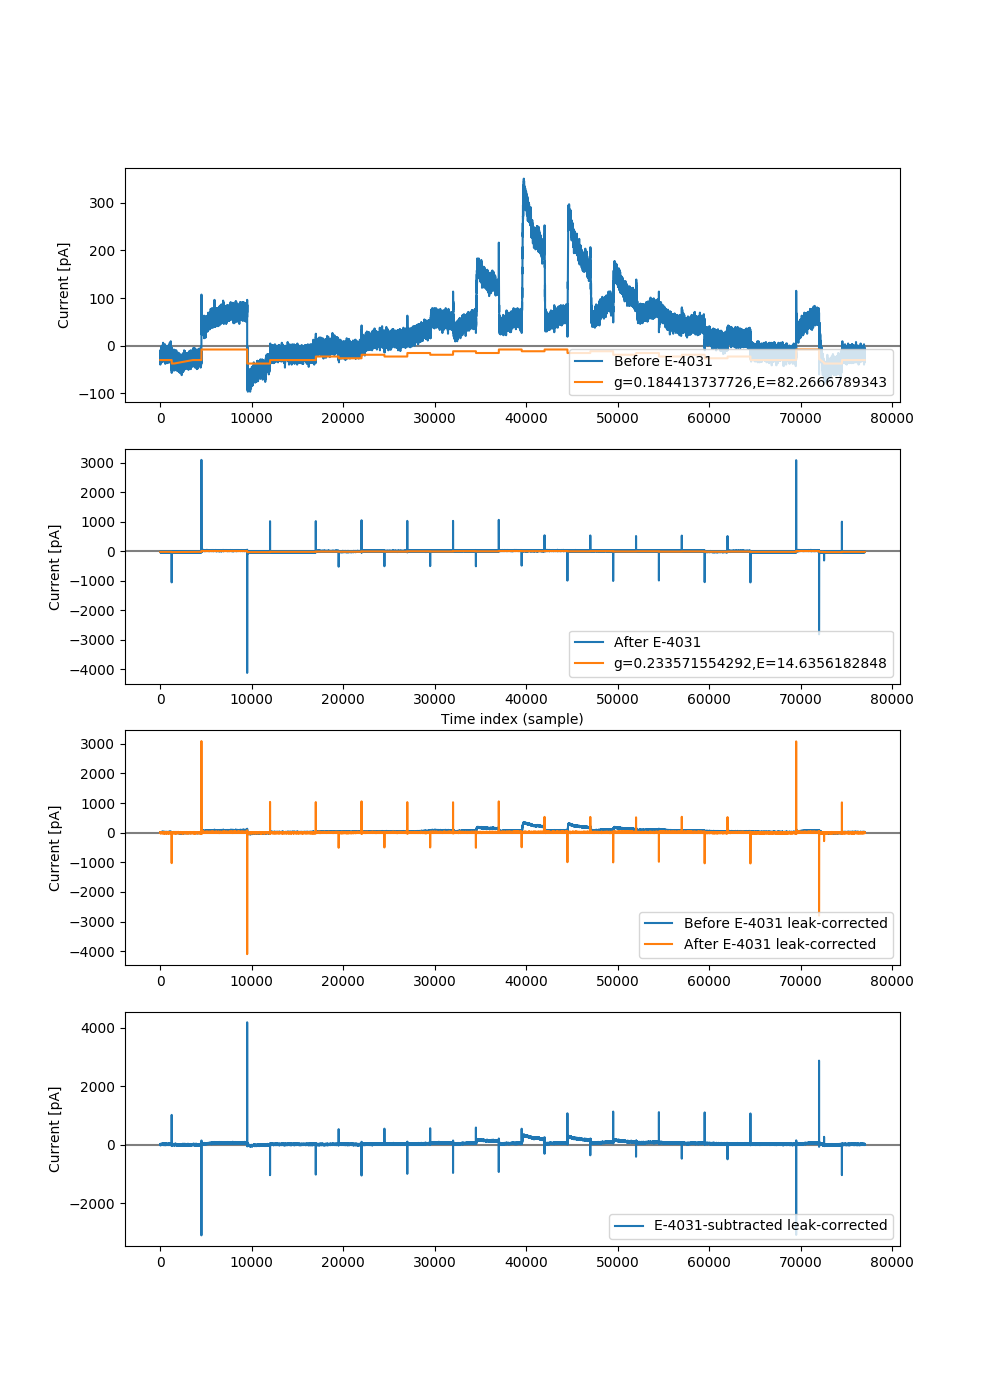 300
200
100
0
−100
Current [pA]
Before E-4031
g=0.184413737726,E=82.2666789343
0 10000 20000 30000 40000 50000 60000 70000 80000
3000
2000
1000
0
−1000
−2000
−3000
−4000
Current [pA]
After E-4031
g=0.233571554292,E=14.6356182848
0 10000 20000 30000 40000 50000 60000 70000 80000
Time index (sample)
3000
2000
1000
0
−1000
−2000
−3000
−4000
Current [pA]
Before E-4031 leak-corrected
After E-4031 leak-corrected
0 10000 20000 30000 40000 50000 60000 70000 80000
4000
2000
0
−2000
Current [pA]
E-4031-subtracted leak-corrected
0 10000 20000 30000 40000 50000 60000 70000 80000